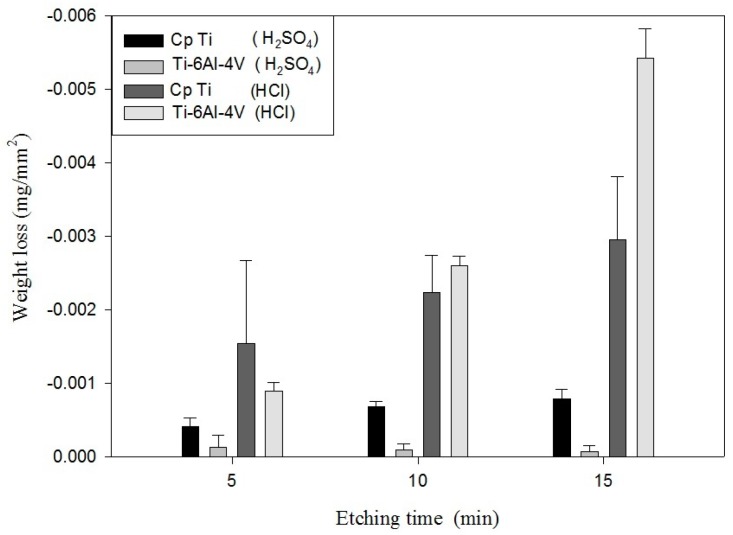 -0.006
-0.005
-0.004
-0.003
-0.002
-0.001
0.000
Weight loss (mg/mm²)
Cp Ti (H₂SO₄)
Ti-6Al-4V (H₂SO₄)
Cp Ti (HCl)
Ti-6Al-4V (HCl)
5 10 15
Etching time (min)